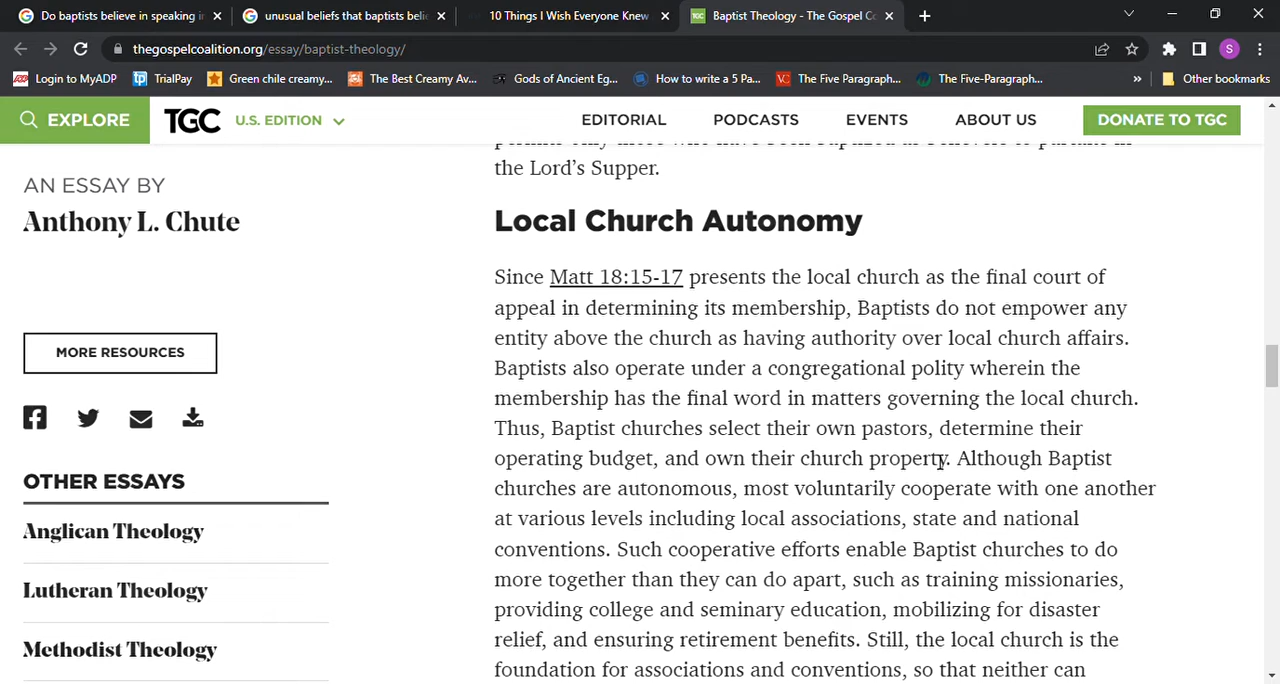 Do baptists believe in speaking i
unusual beliefs that baptists beli
10 Things I Wish Everyone Knew
Baptist Theology - The Gospel Co
thegospelcoalition.org/essay/baptist-theology/
S
Login to MyADP
TrialPay
Green chile creamy...
The Best Creamy Av...
Gods of Ancient Eg...
How to write a 5 Pa...
The Five Paragraph...
The Five-Paragraph...
»
Other bookmarks
EXPLORE
TGC
U.S. EDITION
EDITORIAL
PODCASTS
EVENTS
ABOUT US
DONATE TO TGC
AN ESSAY BY
Anthony L. Chute
MORE RESOURCES
OTHER ESSAYS
Anglican Theology
Lutheran Theology
Methodist Theology
the Lord’s Supper.
Local Church Autonomy
Since Matt 18:15-17 presents the local church as the final court of
appeal in determining its membership, Baptists do not empower any
entity above the church as having authority over local church affairs.
Baptists also operate under a congregational polity wherein the
membership has the final word in matters governing the local church.
Thus, Baptist churches select their own pastors, determine their
operating budget, and own their church property. Although Baptist
churches are autonomous, most voluntarily cooperate with one another
at various levels including local associations, state and national
conventions. Such cooperative efforts enable Baptist churches to do
more together than they can do apart, such as training missionaries,
providing college and seminary education, mobilizing for disaster
relief, and ensuring retirement benefits. Still, the local church is the
foundation for associations and conventions, so that neither can